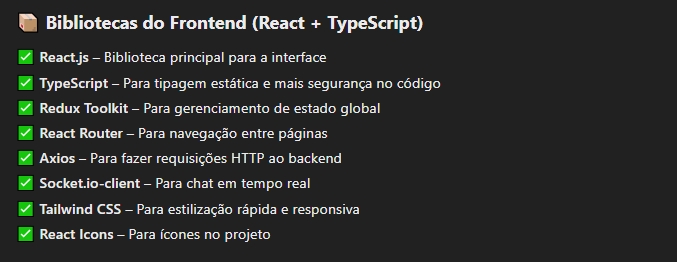 Bibliotecas do Frontend (React + TypeScript)
React.js – Biblioteca principal para a interface
TypeScript – Para tipagem estática e mais segurança no código
Redux Toolkit – Para gerenciamento de estado global
React Router – Para navegação entre páginas
Axios – Para fazer requisições HTTP ao backend
Socket.io-client – Para chat em tempo real
Tailwind CSS – Para estilização rápida e responsiva
React Icons – Para ícones no projeto